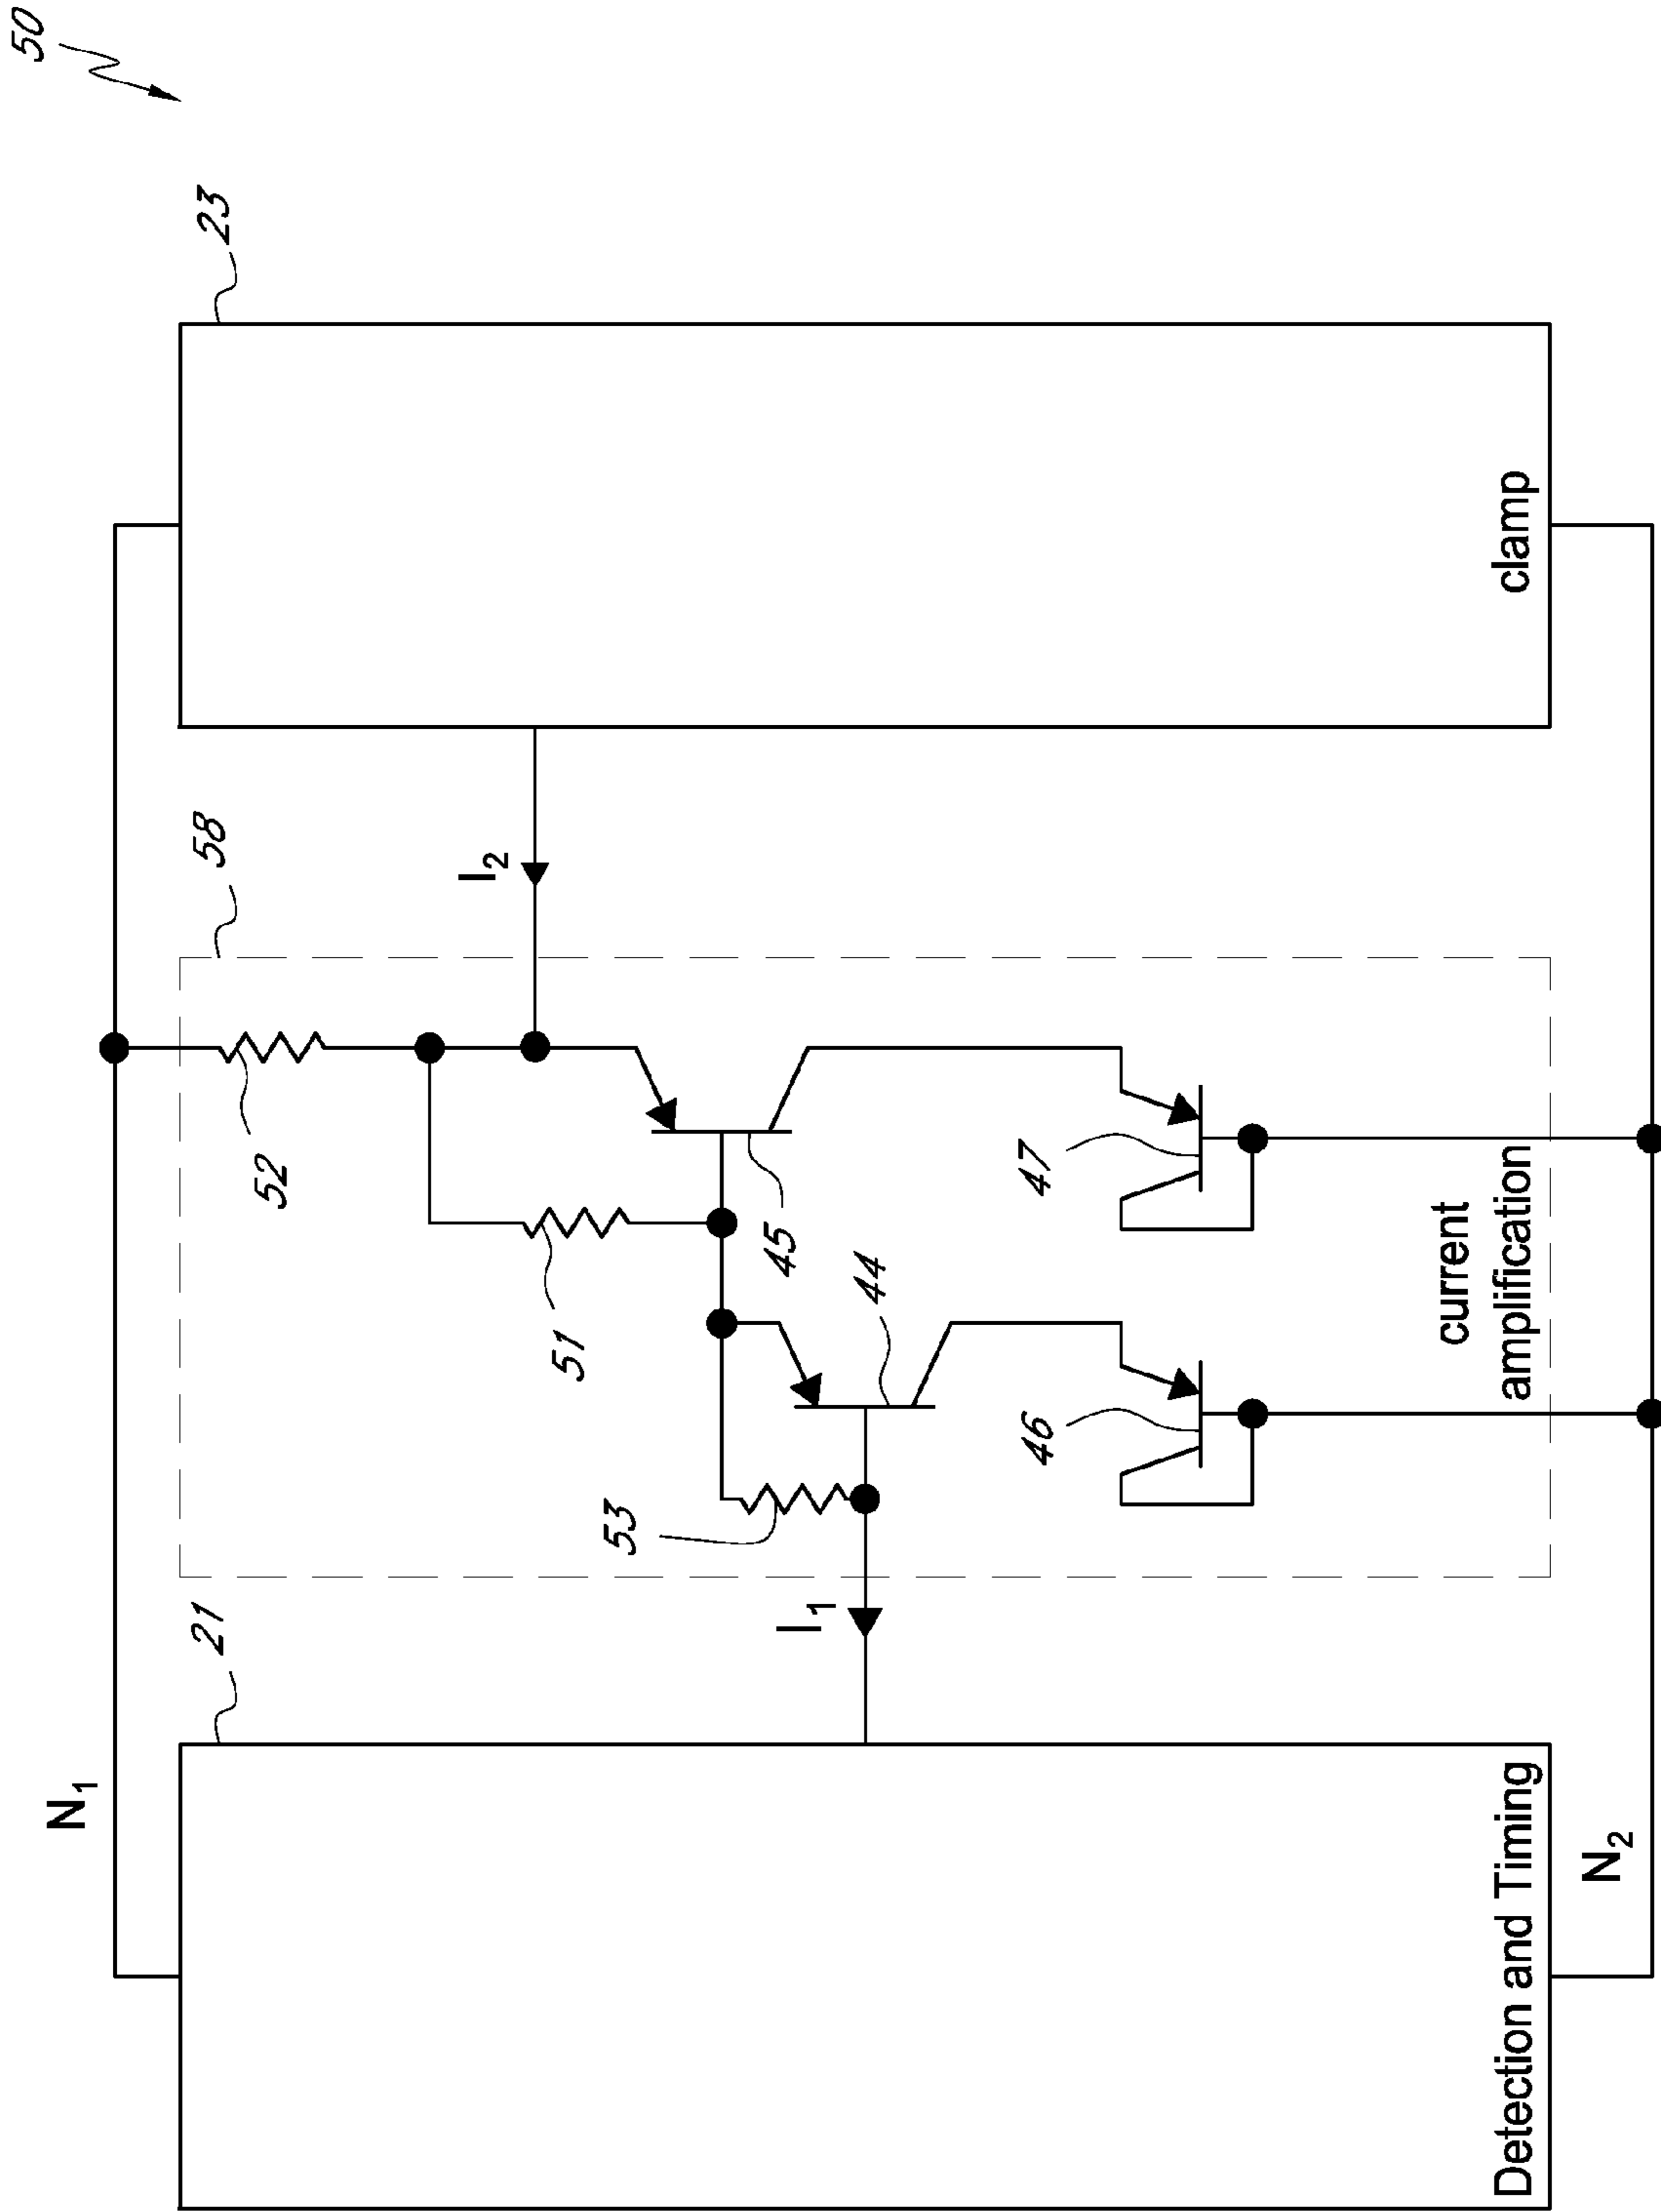 50
N1
21
58
23
52
I2
51
53
45
44
I1
47
46
Detection and Timing
current
amplification
clamp
N2